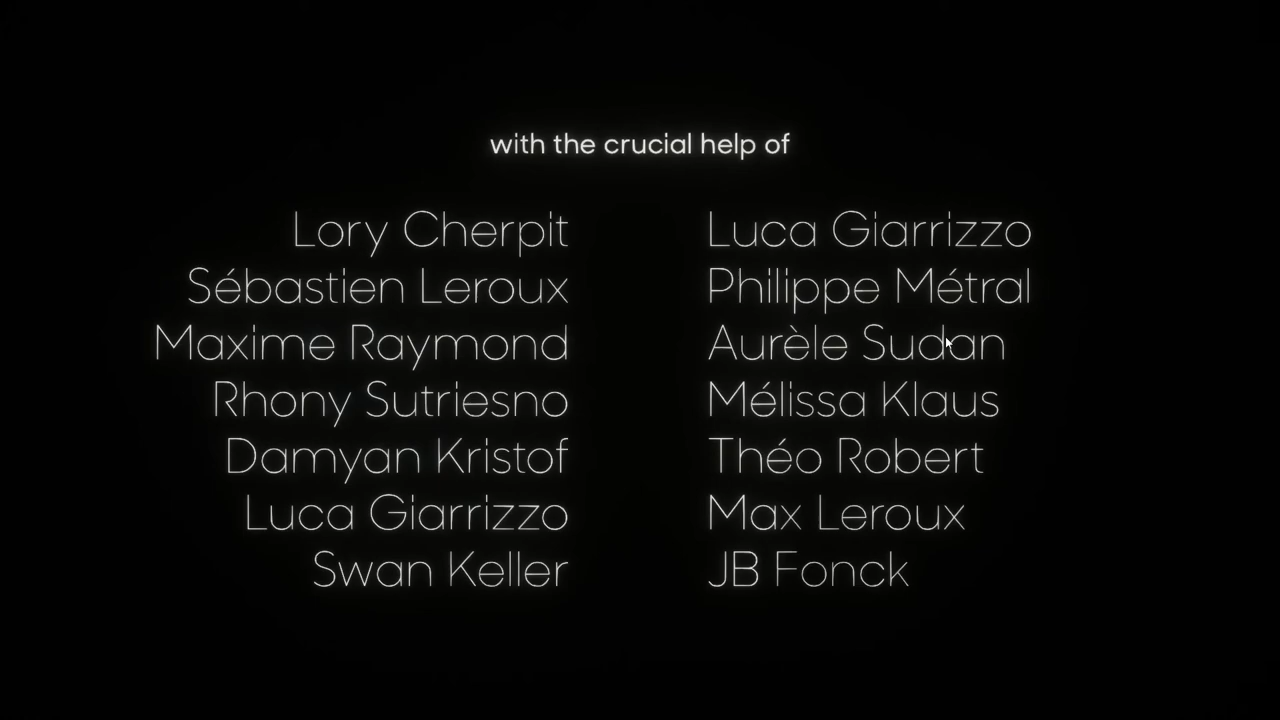 with the crucial help of
Lory Cherpit
Sébastien Leroux
Maxime Raymond
Rhony Sutriesno
Damyan Kristof
Luca Giarrizzo
Swan Keller
Luca Giarrizzo
Philippe Métral
Aurèle Sudan
Mélissa Klaus
Théo Robert
Max Leroux
JB Fonck